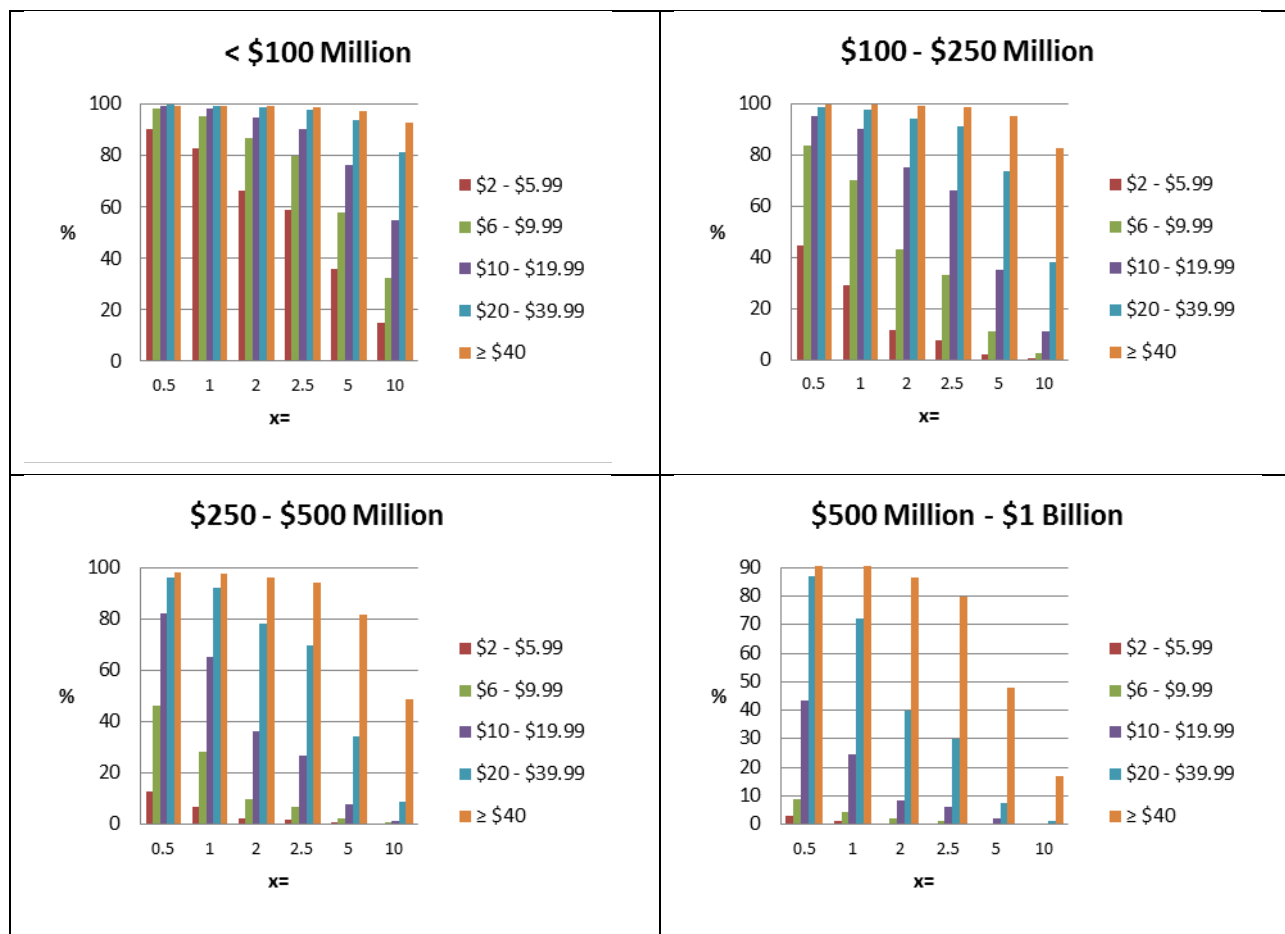 < $100 Million
100
80
60
40
20
0
%
0.5 1 2 2.5 5 10
x=
$2 - $5.99
$6 - $9.99
$10 - $19.99
$20 - $39.99
≥ $40
$100 - $250 Million
100
80
60
40
20
0
%
0.5 1 2 2.5 5 10
x=
$2 - $5.99
$6 - $9.99
$10 - $19.99
$20 - $39.99
≥ $40
$250 - $500 Million
100
80
60
40
20
0
%
0.5 1 2 2.5 5 10
x=
$2 - $5.99
$6 - $9.99
$10 - $19.99
$20 - $39.99
≥ $40
$500 Million - $1 Billion
90
80
70
60
50
40
30
20
10
0
%
0.5 1 2 2.5 5 10
x=
$2 - $5.99
$6 - $9.99
$10 - $19.99
$20 - $39.99
≥ $40